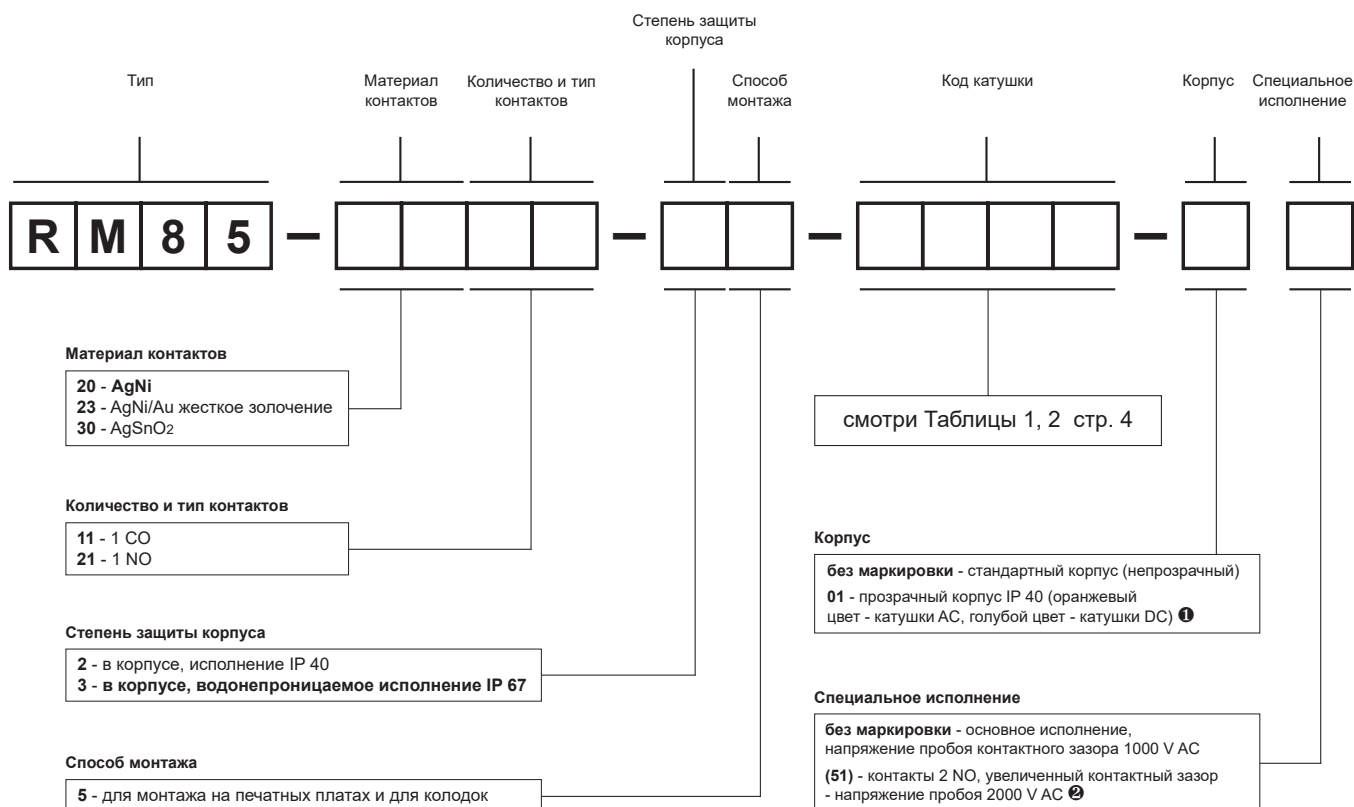 Степень защиты
корпуса
Тип
Материал
контактов
Количество и тип
контактов
Способ
монтажа
Код катушки
Корпус
Специальное
исполнение
R M 8 5 – – – –
Материал контактов
20 - AgNi
23 - AgNi/Au жесткое золочение
30 - AgSnO2
Количество и тип контактов
11 - 1 CO
21 - 1 NO
Степень защиты корпуса
2 - в корпусе, исполнение IP 40
3 - в корпусе, водонепроницаемое исполнение IP 67
Способ монтажа
5 - для монтажа на печатных платах и для колодок
смотри Таблицы 1, 2 стр. 4
Корпус
без маркировки - стандартный корпус (непрозрачный)
01 - прозрачный корпус IP 40 (оранжевый
цвет - катушки AC, голубой цвет - катушки DC) ❶
Специальное исполнение
без маркировки - основное исполнение,
напряжение пробоя контактного зазора 1000 V AC
(51) - контакты 2 NO, увеличенный контактный зазор
- напряжение пробоя 2000 V AC ❷